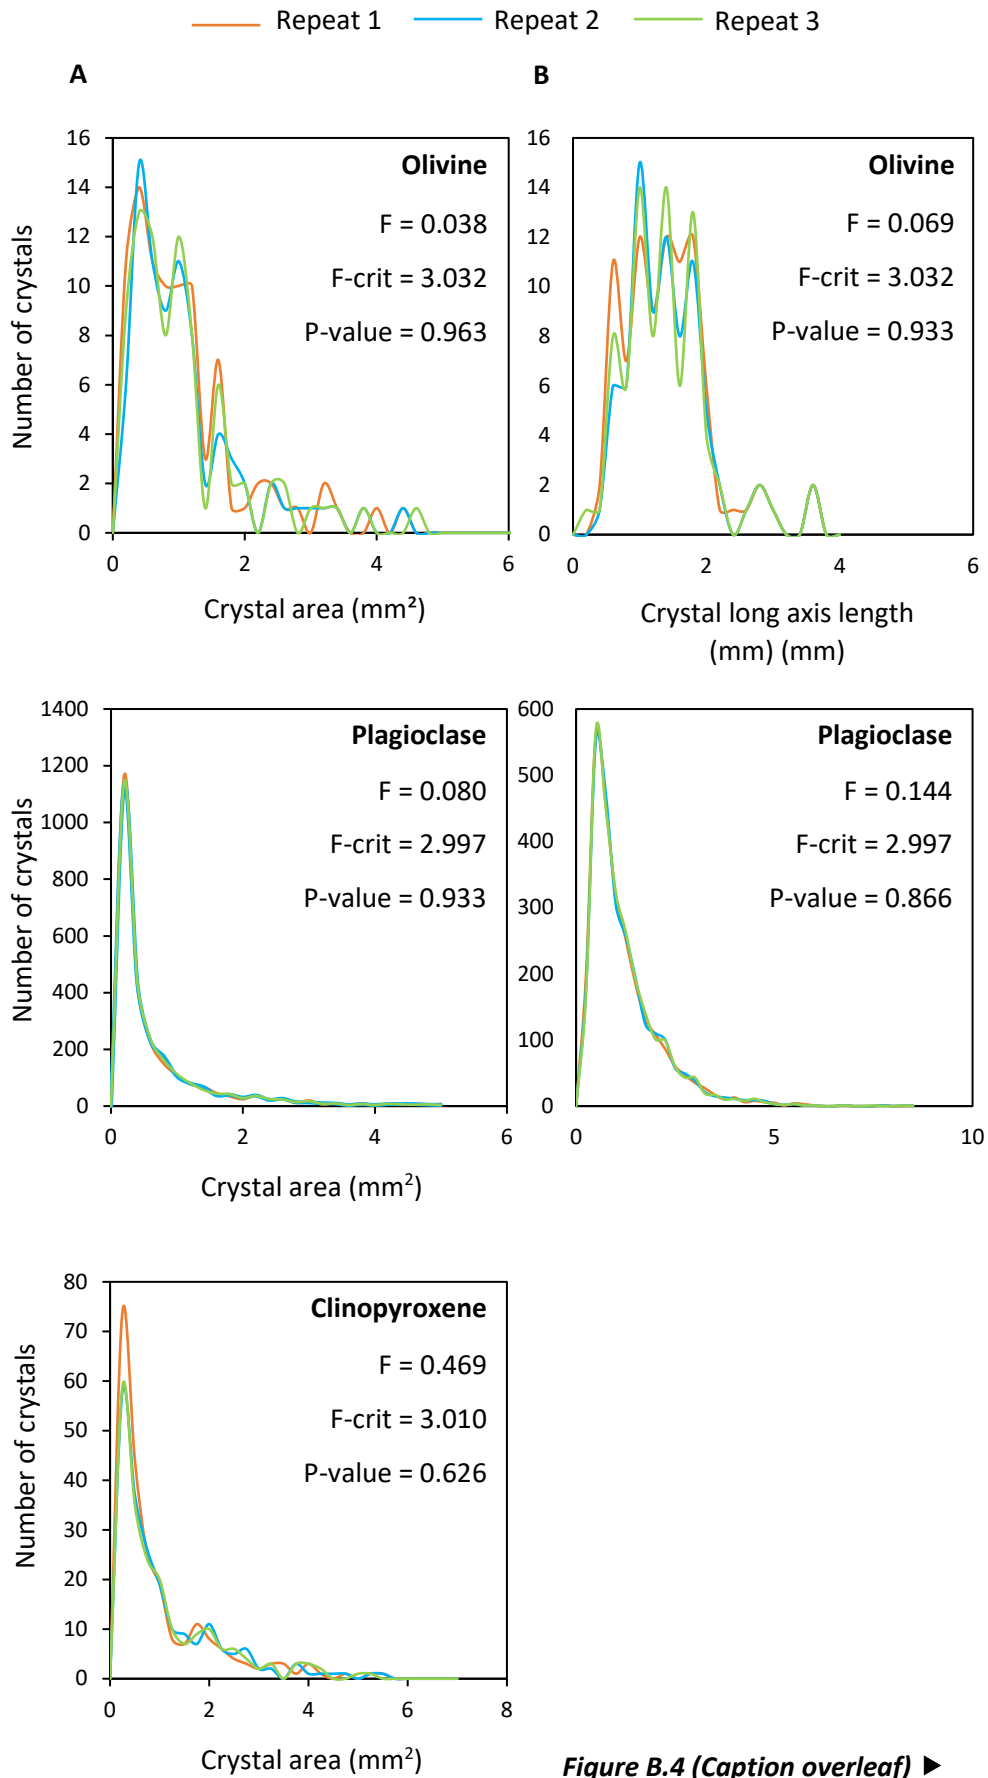 Repeat 1 Repeat 2 Repeat 3
A B
16
14
12
10
8
6
4
2
0
Number of crystals
Olivine
F = 0.038
F-crit = 3.032
P-value = 0.963
0 2 4 6
Crystal area (mm²)
16
14
12
10
8
6
4
2
0
Olivine
F = 0.069
F-crit = 3.032
P-value = 0.933
0 2 4 6
Crystal long axis length
(mm) (mm)
1400
1200
1000
800
600
400
200
0
Number of crystals
Plagioclase
F = 0.080
F-crit = 2.997
P-value = 0.933
0 2 4 6
Crystal area (mm²)
600
500
400
300
200
100
0
Plagioclase
F = 0.144
F-crit = 2.997
P-value = 0.866
0 5 10
80
70
60
50
40
30
20
10
0
Number of crystals
Clinopyroxene
F = 0.469
F-crit = 3.010
P-value = 0.626
0 2 4 6 8
Crystal area (mm²)
Figure B.4 (Caption overleaf) ►